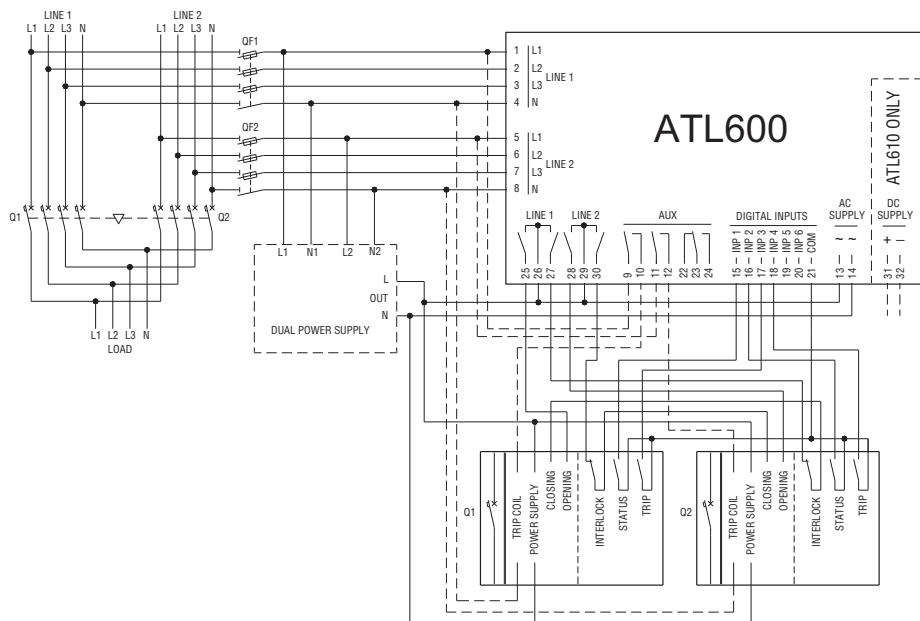 LINE 1 LINE 2
L1 L2 L3 N L1 L2 L3 N
QF1
1 L1
2 L2
3 L3
4 N
LINE 1
QF2
5 L1
6 L2
7 L3
8 N
LINE 2
ATL600
ATL610 ONLY
Q1 Q2
LINE 1 LINE 2 AUX DIGITAL INPUTS AC SUPPLY DC SUPPLY
15 – INP 1
16 – INP 2
17 – INP 3
18 – INP 4
19 – INP 5
20 – INP 6
21 – COM
13 ~
14 ~
31 +
32 –
25 26 27 28 29 30 9 10 11 12 22 23 24
L1 N1 L2 N2
L
OUT
N
DUAL POWER SUPPLY
L1 L2 L3 N
LOAD
Q1
TRIP COIL
POWER SUPPLY
CLOSING
OPENING
INTERLOCK
STATUS
TRIP
Q2
TRIP COIL
POWER SUPPLY
CLOSING
OPENING
INTERLOCK
STATUS
TRIP